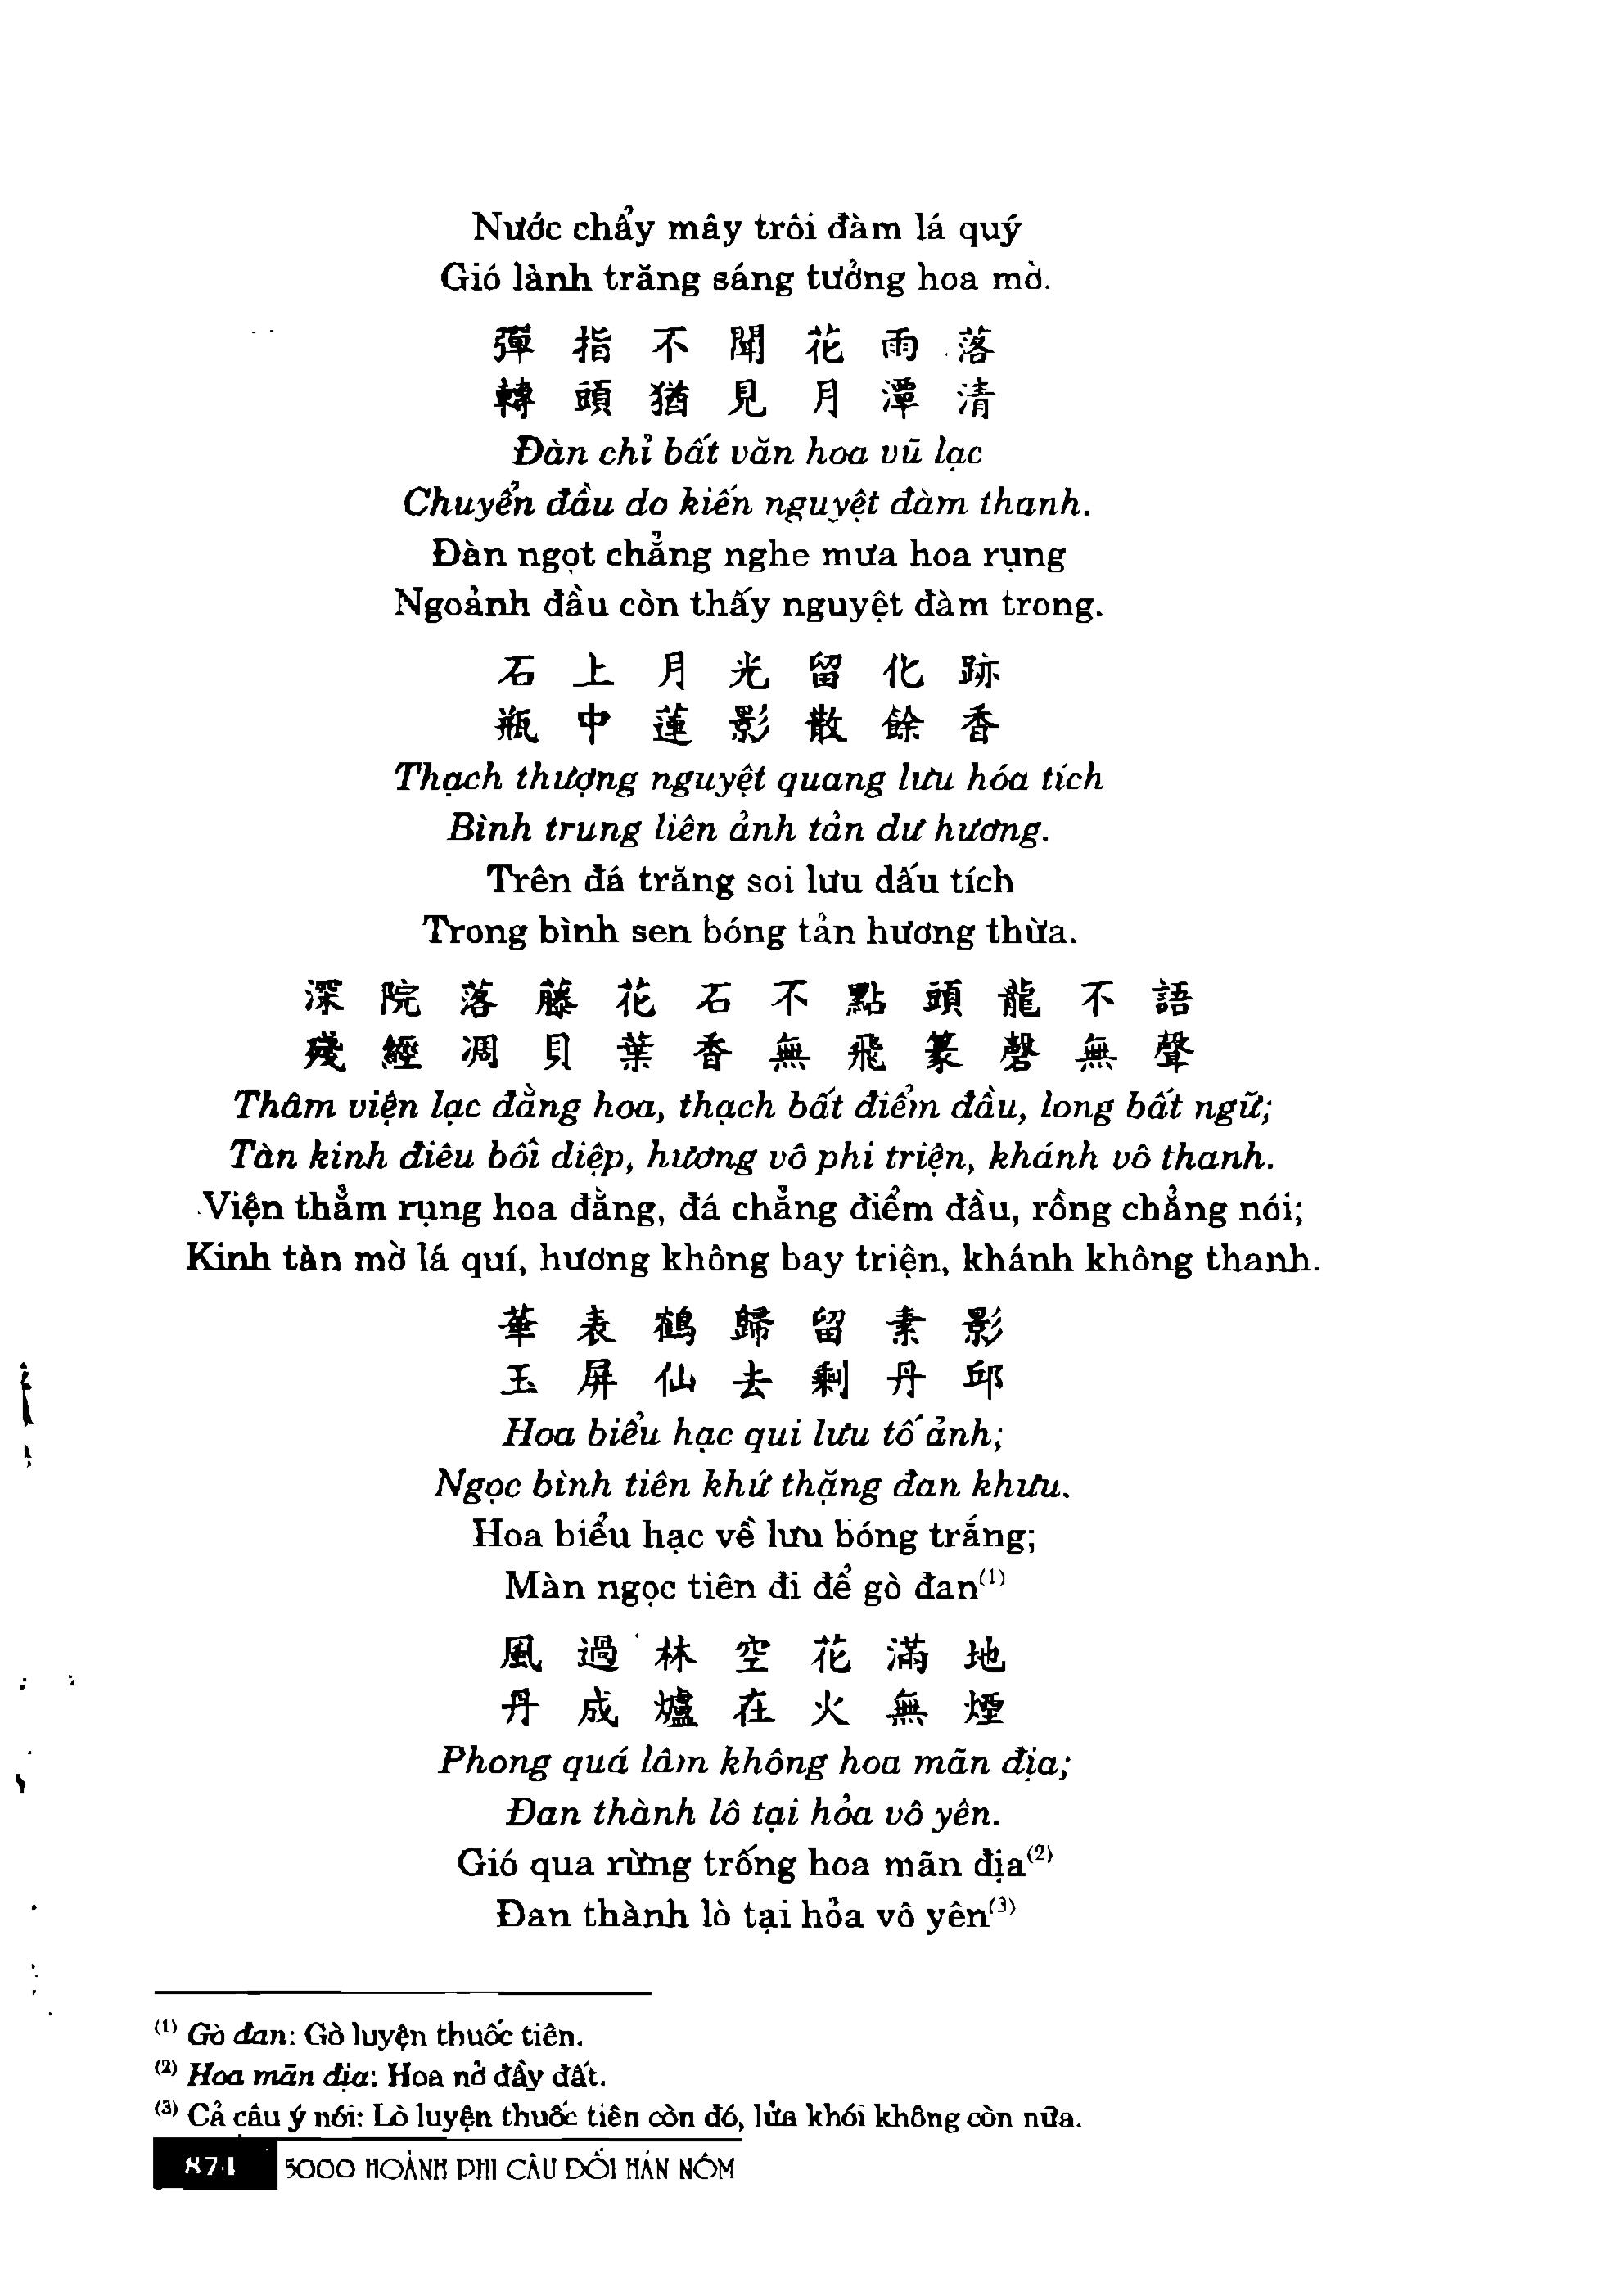 Nước chẩy mây trôi đàm lá quý
Gió lành trăng sáng tưởng hoa mờ.
彈指不聞花雨落
轉頭猶見月潭清
Đàn chỉ bất văn hoa vũ lạc
Chuyển đầu do kiến nguyệt đàm thanh.
Đàn ngọt chẳng nghe mưa hoa rụng
Ngoảnh đầu còn thấy nguyệt đàm trong.
石上月光留化跡
瓶中蓮影散餘香
Thạch thượng nguyệt quang lưu hóa tích
Bình trung liên ảnh tản dư hương.
Trên đá trăng soi lưu dấu tích
Trong bình sen bóng tản hương thừa.
深院落藤花石不點頭龍不語
殘經凋貝葉香無飛篆磬無聲
Thâm viện lạc đằng hoa, thạch bất điểm đầu, long bất ngữ;
Tàn kinh điêu bối diệp, hương vô phi triện, khánh vô thanh.
Viện thẳm rụng hoa đằng, đá chẳng điểm đầu, rồng chẳng nói;
Kinh tàn mờ lá quí, hương không bay triện, khánh không thanh.
華表鶴歸留素影
玉屏仙去剩丹邱
Hoa biểu hạc qui lưu tố ảnh;
Ngọc bình tiên khứ thặng đan khưu.
Hoa biểu hạc về lưu bóng trắng;
Màn ngọc tiên đi để gò đan(1)
風過林空花滿地
丹成爐在火無煙
Phong quá lâm không hoa mãn địa;
Đan thành lô tại hỏa vô yên.
Gió qua rừng trống hoa mãn địa(2)
Đan thành lò tại hỏa vô yên(3)
(1) Gò đan: Gò luyện thuốc tiên.
(2) Hoa mãn địa: Hoa nở đầy đất.
(3) Cả câu ý nói: Lò luyện thuốc tiên còn đó, lửa khói không còn nữa.
874 5000 HOÀNH PHI CÂU ĐỐI HÁN NÔM